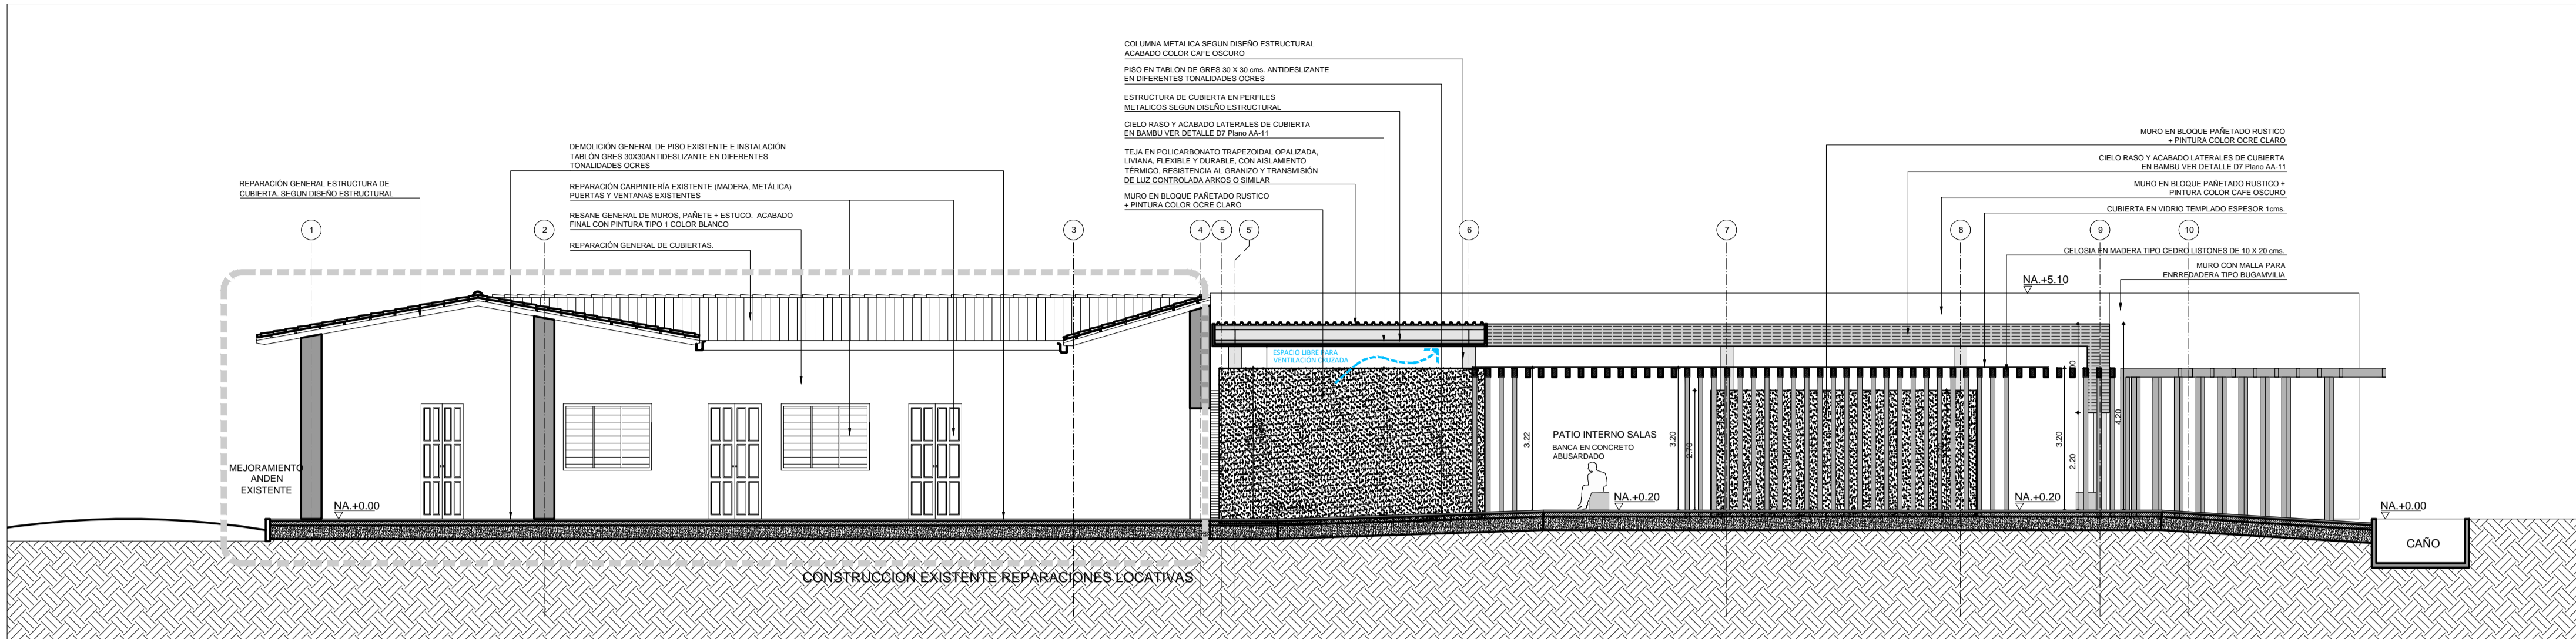 COLUMNA METALICA SEGUN DISEÑO ESTRUCTURAL
ACABADO COLOR CAFE OSCURO
PISO EN TABLON DE GRES 30 X 30 cms. ANTIDESLIZANTE
EN DIFERENTES TONALIDADES OCRES
ESTRUCTURA DE CUBIERTA EN PERFILES
METALICOS SEGUN DISEÑO ESTRUCTURAL
CIELO RASO Y ACABADO LATERALES DE CUBIERTA
EN BAMBU VER DETALLE D7 Plano AA-11
TEJA EN POLICARBONATO TRAPEZOIDAL OPALIZADA,
LIVIANA, FLEXIBLE Y DURABLE, CON AISLAMIENTO
TÉRMICO, RESISTENCIA AL GRANIZO Y TRANSMISIÓN
DE LUZ CONTROLADA ARKOS O SIMILAR
MURO EN BLOQUE PAÑETADO RUSTICO
+ PINTURA COLOR OCRE CLARO
DEMOLICIÓN GENERAL DE PISO EXISTENTE E INSTALACIÓN
TABLÓN GRES 30X30ANTIDESLIZANTE EN DIFERENTES
TONALIDADES OCRES
REPARACIÓN CARPINTERÍA EXISTENTE (MADERA, METÁLICA)
PUERTAS Y VENTANAS EXISTENTES
RESANE GENERAL DE MUROS, PAÑETE + ESTUCO. ACABADO
FINAL CON PINTURA TIPO 1 COLOR BLANCO
REPARACIÓN GENERAL DE CUBIERTAS.
REPARACIÓN GENERAL ESTRUCTURA DE
CUBIERTA. SEGUN DISEÑO ESTRUCTURAL
MURO EN BLOQUE PAÑETADO RUSTICO
+ PINTURA COLOR OCRE CLARO
CIELO RASO Y ACABADO LATERALES DE CUBIERTA
EN BAMBU VER DETALLE D7 Plano AA-11
MURO EN BLOQUE PAÑETADO RUSTICO +
PINTURA COLOR CAFE OSCURO
CUBIERTA EN VIDRIO TEMPLADO ESPESOR 1cms.
CELOSIA EN MADERA TIPO CEDRO LISTONES DE 10 X 20 cms.
MURO CON MALLA PARA
ENRREDADERA TIPO BUGAMVILIA
1
2
3
4
5
5'
6
7
8
9
10
NA.+5.10
ESPACIO LIBRE PARA
VENTILACIÓN CRUZADA
3.22
PATIO INTERNO SALAS
BANCA EN CONCRETO
ABUSARDADO
3.20
2.70
3.20
2.20
4.20
MEJORAMIENTO
ANDEN
EXISTENTE
NA.+0.00
NA.+0.20
NA.+0.20
NA.+0.00
CAÑO
CONSTRUCCION EXISTENTE REPARACIONES LOCATIVAS